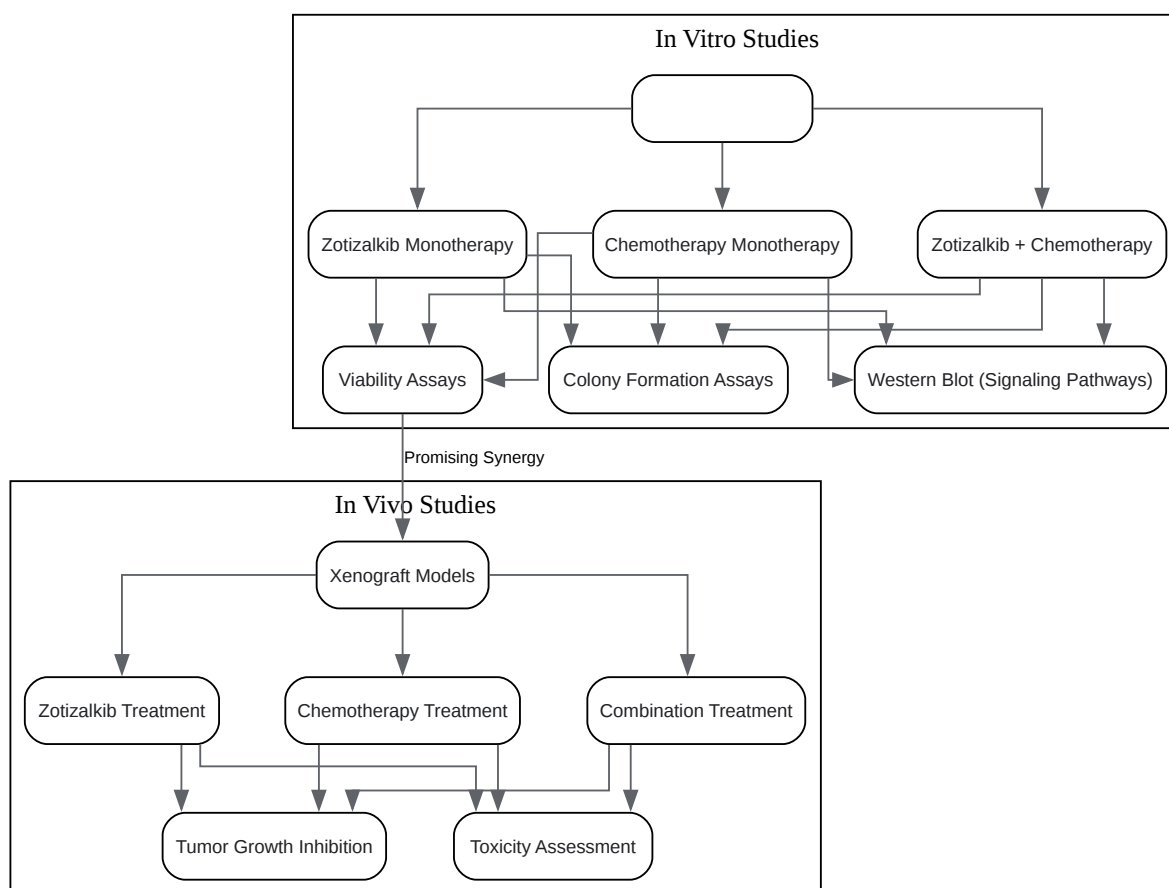 In Vitro Studies
Zotizalkib Monotherapy
Chemotherapy Monotherapy
Zotizalkib + Chemotherapy
Viability Assays
Colony Formation Assays
Western Blot (Signaling Pathways)
Promising Synergy
In Vivo Studies
Xenograft Models
Zotizalkib Treatment
Chemotherapy Treatment
Combination Treatment
Tumor Growth Inhibition
Toxicity Assessment